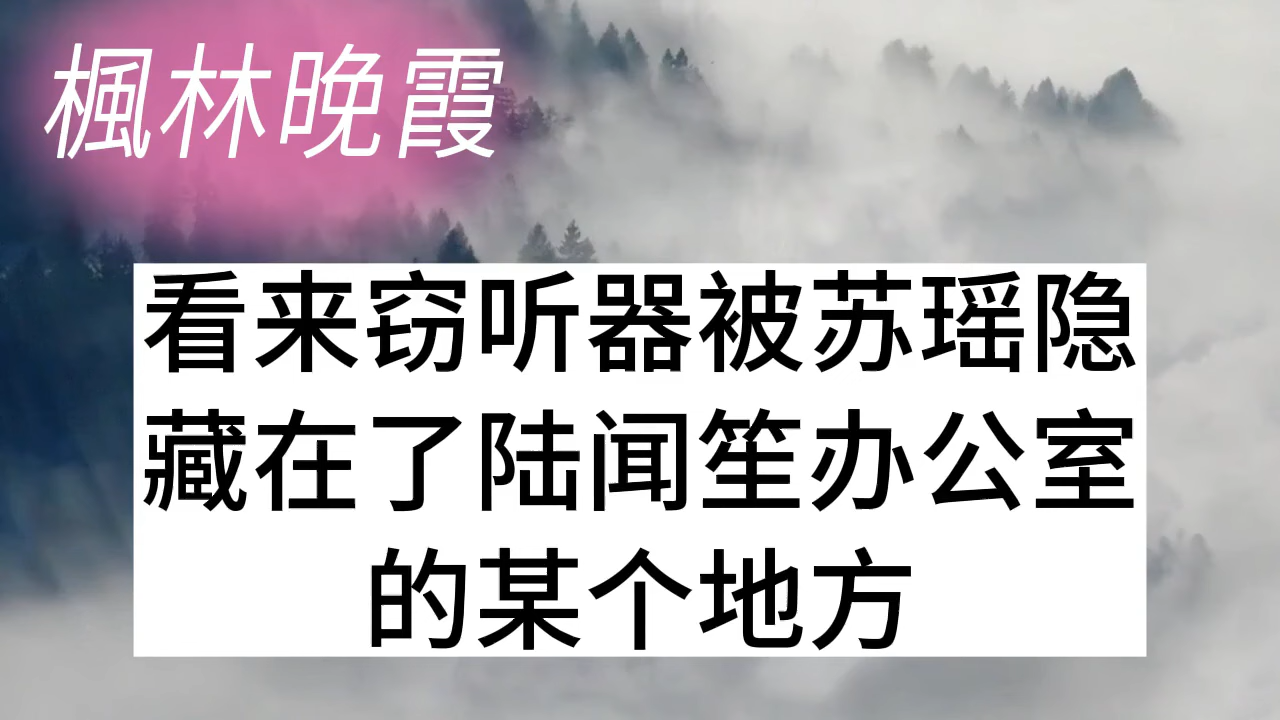 楓林晚霞
看来窃听器被苏瑶隐
藏在了陆闻笙办公室
的某个地方